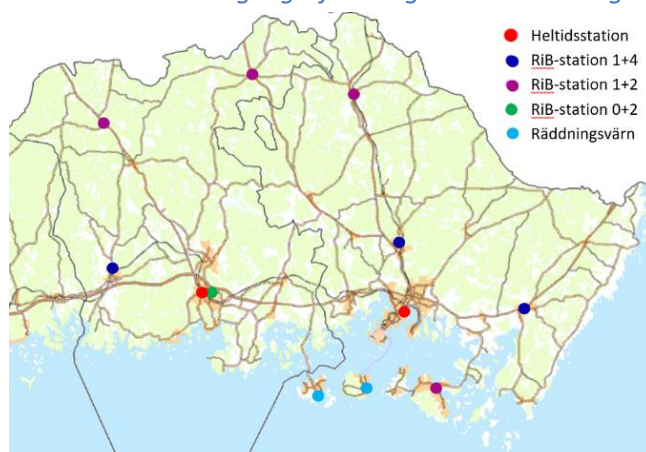 Heltidsstation
RiB-station 1+4
RiB-station 1+2
RiB-station 0+2
Räddningsvärn